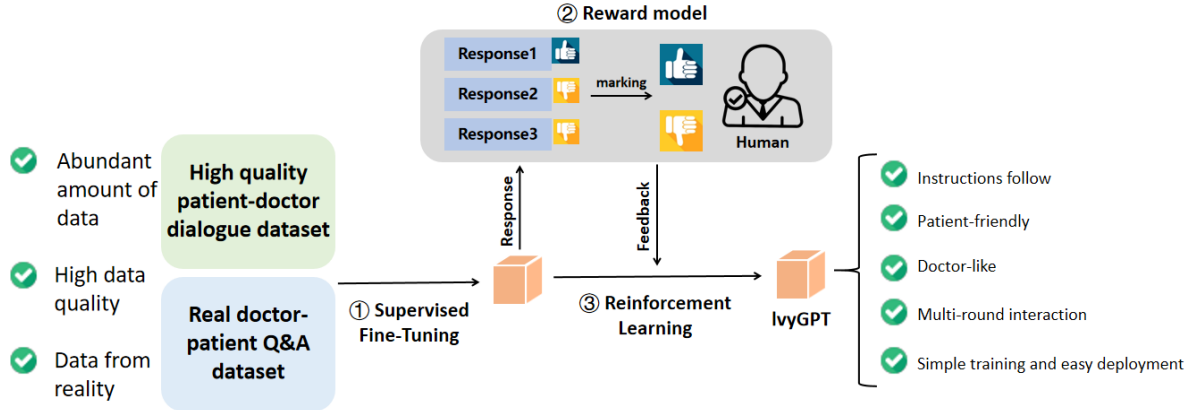 ② Reward model
Response1
Response2
Response3
marking
Human
Abundant
amount of
data
High data
quality
Data from
reality
High quality
patient-doctor
dialogue dataset
Real doctor-
patient Q&A
dataset
① Supervised
Fine-Tuning
Response
Feedback
③ Reinforcement
Learning
IvyGPT
Instructions follow
Patient-friendly
Doctor-like
Multi-round interaction
Simple training and easy deployment